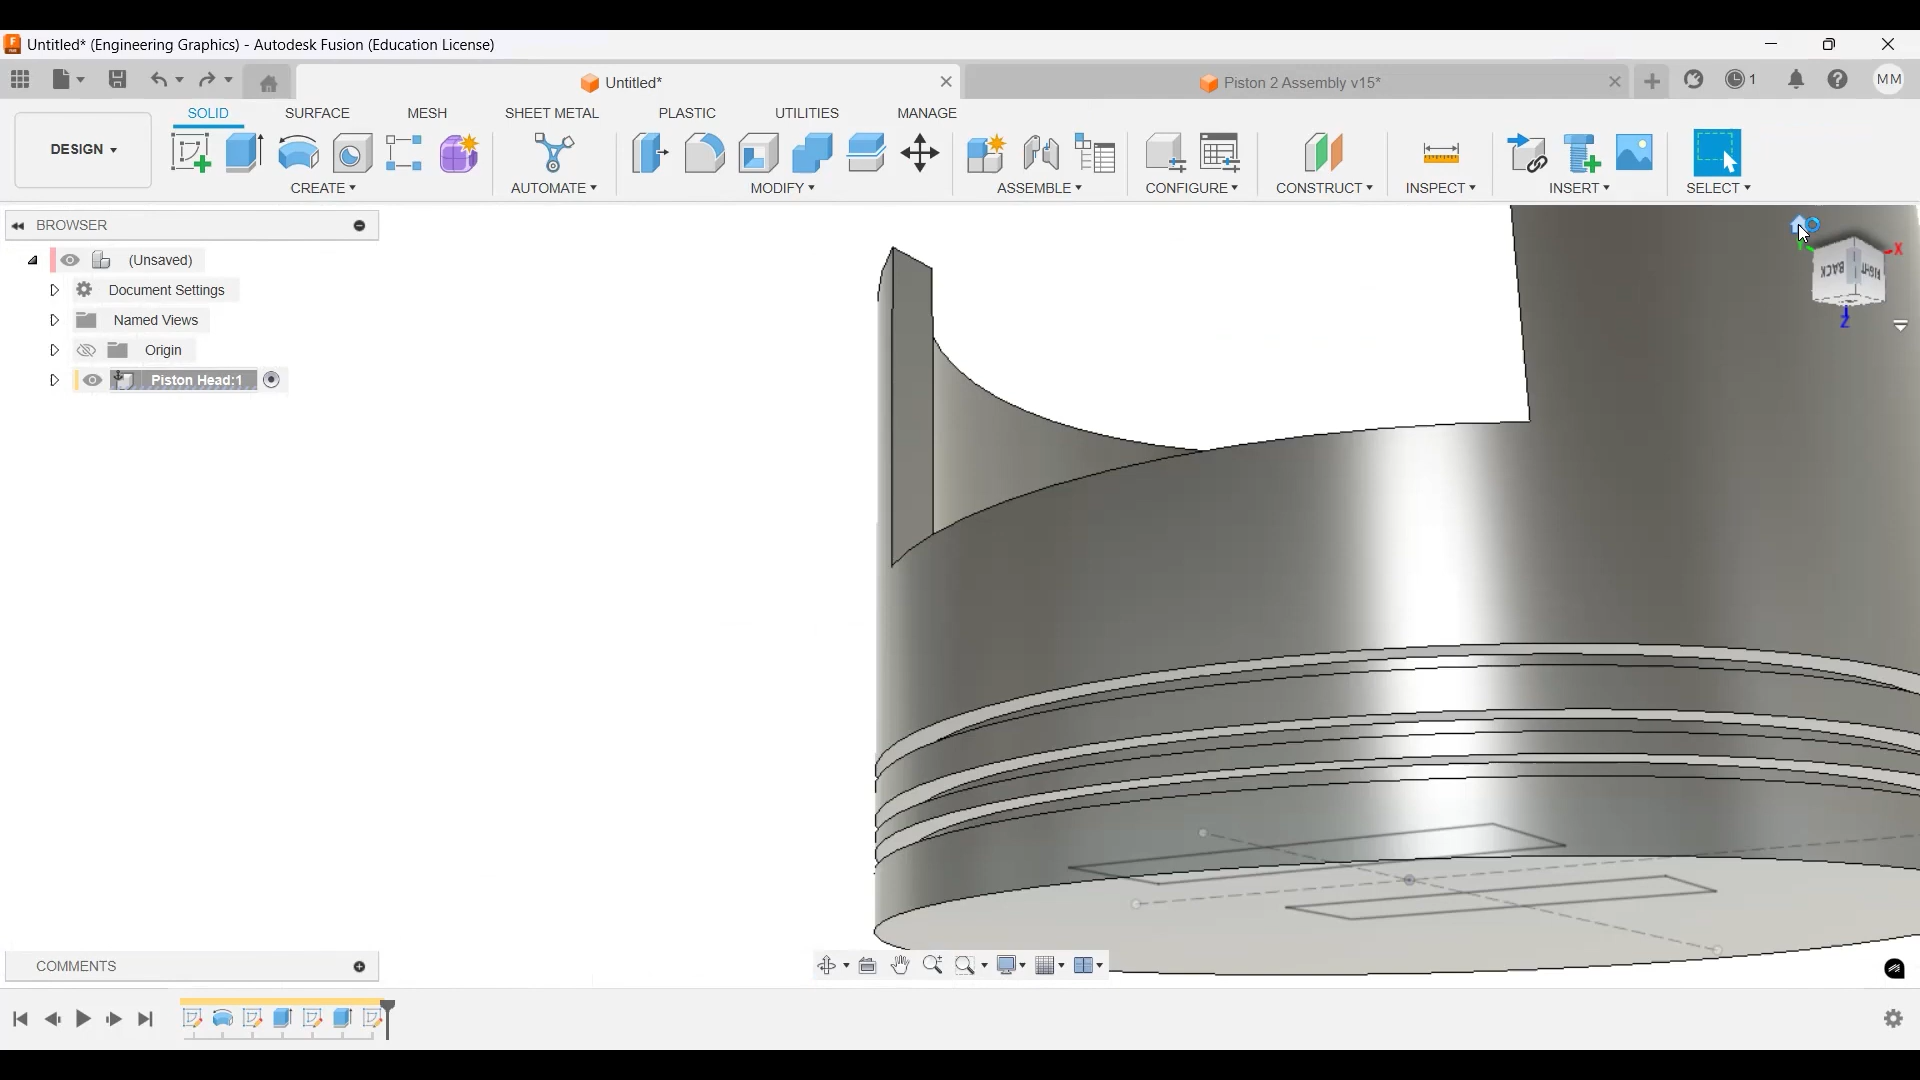 Untitled* (Engineering Graphics) - Autodesk Fusion (Education License)
Untitled*
Piston 2 Assembly v15*
1
MM
DESIGN
SOLID
SURFACE
MESH
SHEET METAL
PLASTIC
UTILITIES
MANAGE
CREATE
AUTOMATE
MODIFY
ASSEMBLE
CONFIGURE
CONSTRUCT
INSPECT
INSERT
SELECT
BROWSER
(Unsaved)
Document Settings
Named Views
Origin
Piston Head:1
X
Y
BACK
RIGHT
Z
COMMENTS